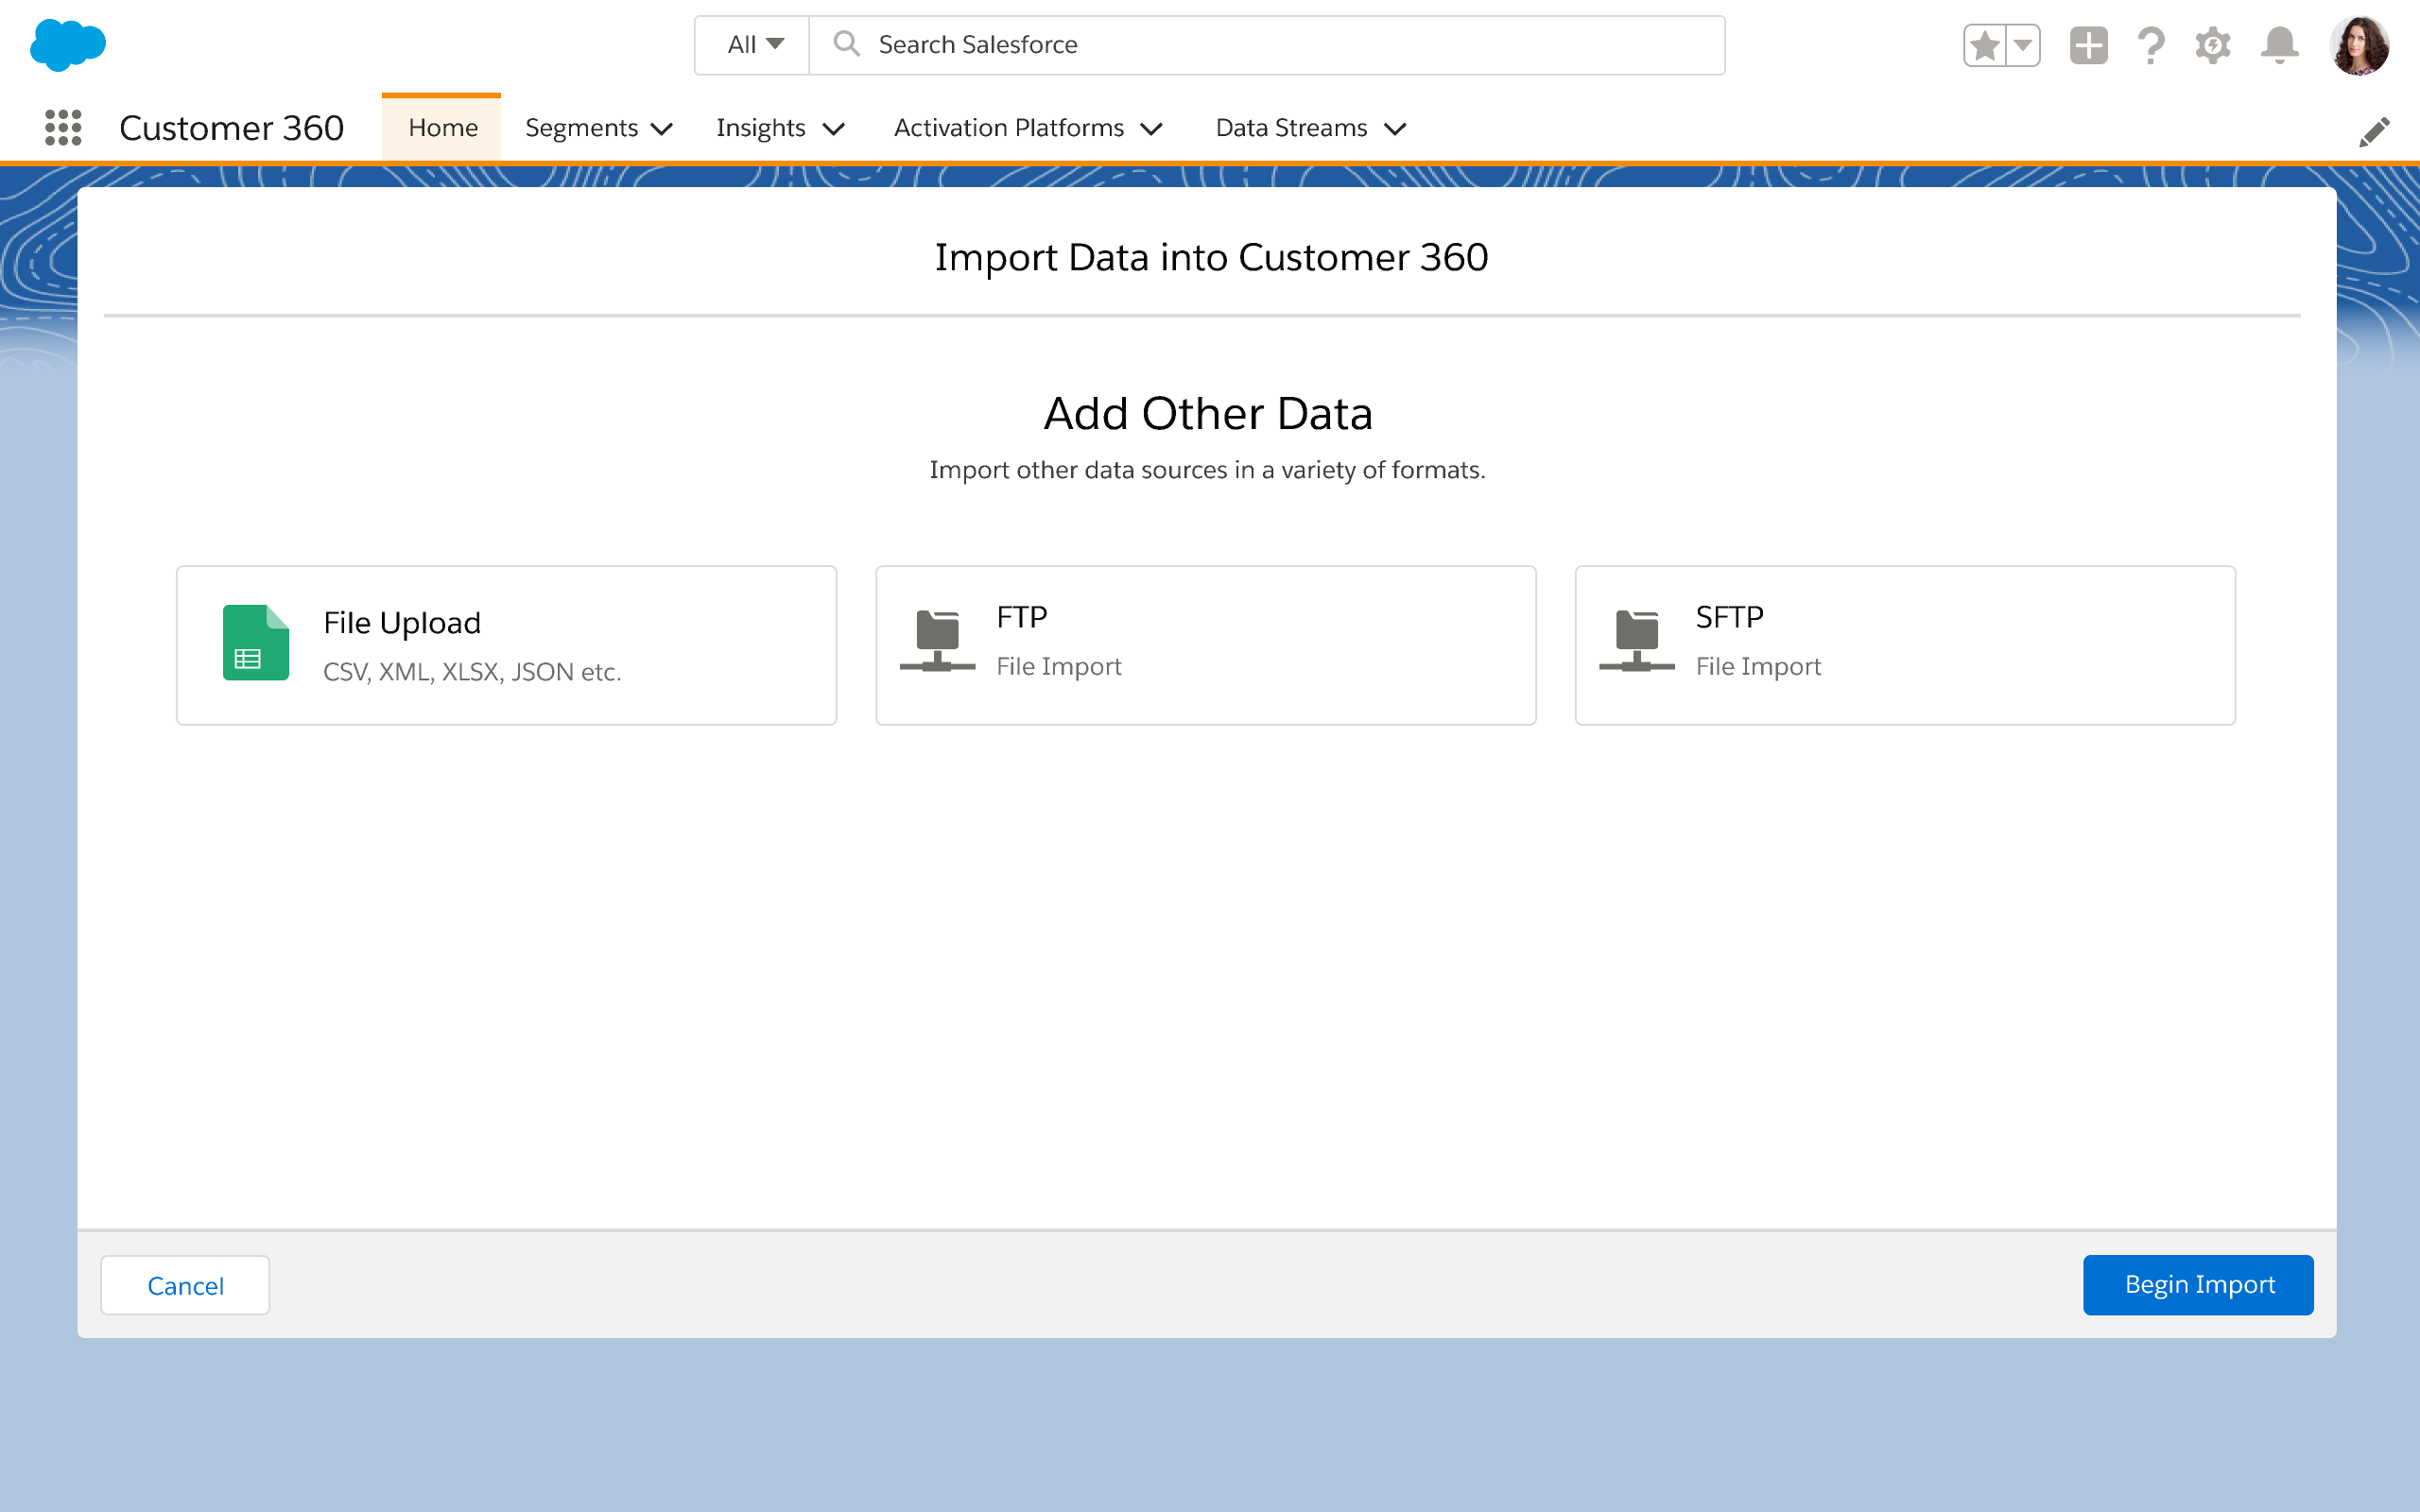 All
Search Salesforce
Customer 360
Home
Segments
Insights
Activation Platforms
Data Streams
Import Data into Customer 360
Add Other Data
Import other data sources in a variety of formats.
File Upload
CSV, XML, XLSX, JSON etc.
FTP
File Import
SFTP
File Import
Cancel
Begin Import